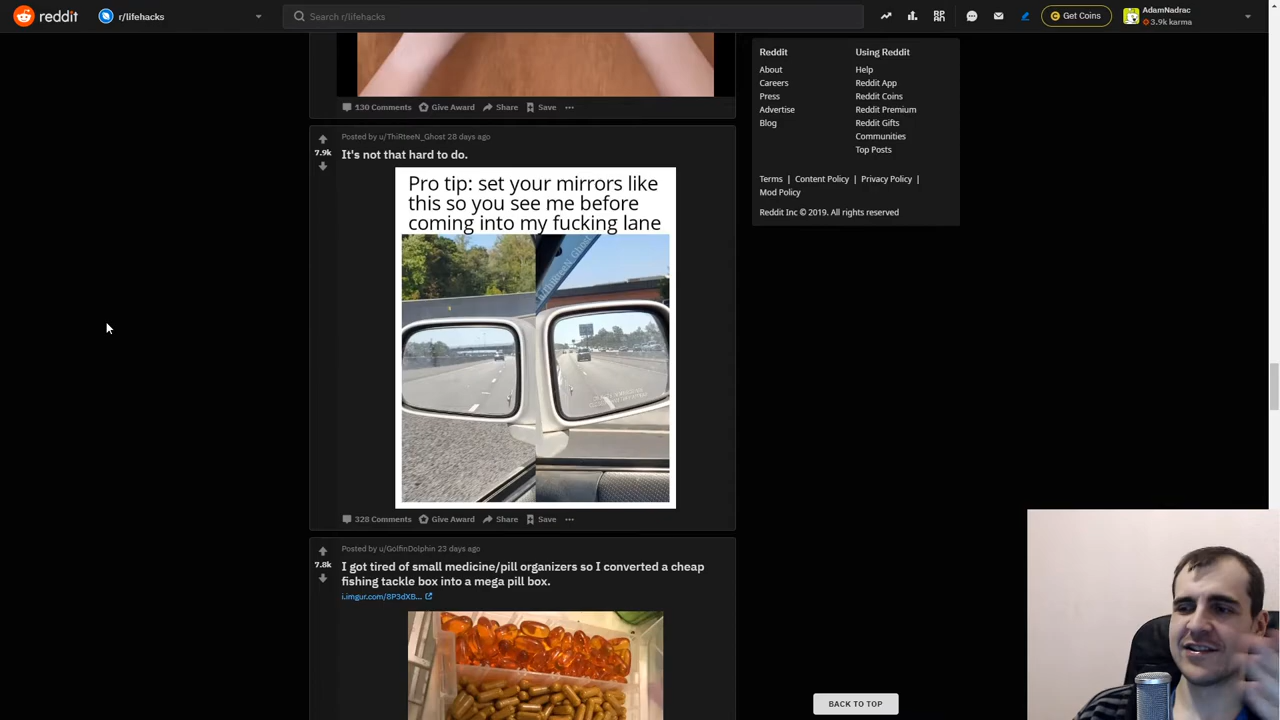 reddit
r/lifehacks
Search r/lifehacks
Get Coins
AdamNadrac
3.9k karma
130 Comments
Give Award
Share
Save
Posted by u/ThiRteeN_Ghost 28 days ago
7.9k
It's not that hard to do.
Pro tip: set your mirrors like
this so you see me before
coming into my fucking lane
328 Comments
Give Award
Share
Save
Posted by u/GolfinDolphin 23 days ago
7.8k
I got tired of small medicine/pill organizers so I converted a cheap
fishing tackle box into a mega pill box.
i.imgur.com/8P3dXB...
Reddit
About
Careers
Press
Advertise
Blog
Using Reddit
Help
Reddit App
Reddit Coins
Reddit Premium
Reddit Gifts
Communities
Top Posts
Terms | Content Policy | Privacy Policy |
Mod Policy
Reddit Inc © 2019. All rights reserved
BACK TO TOP